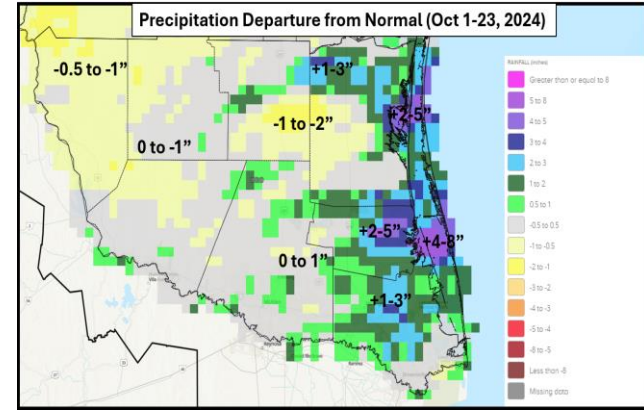 Precipitation Departure from Normal (Oct 1-23, 2024)
-0.5 to -1”
+1-3”
+2-5”
-1 to -2”
0 to -1”
+2-5”
+4-8”
0 to 1”
+1-3”
RAINFALL (inches)
Greater than or equal to 8
5 to 8
4 to 5
3 to 4
2 to 3
1 to 2
0.5 to 1
-0.5 to 0.5
-1 to -0.5
-2 to -1
-3 to -2
-4 to -3
-5 to -4
-8 to -5
Less than -8
Missing data